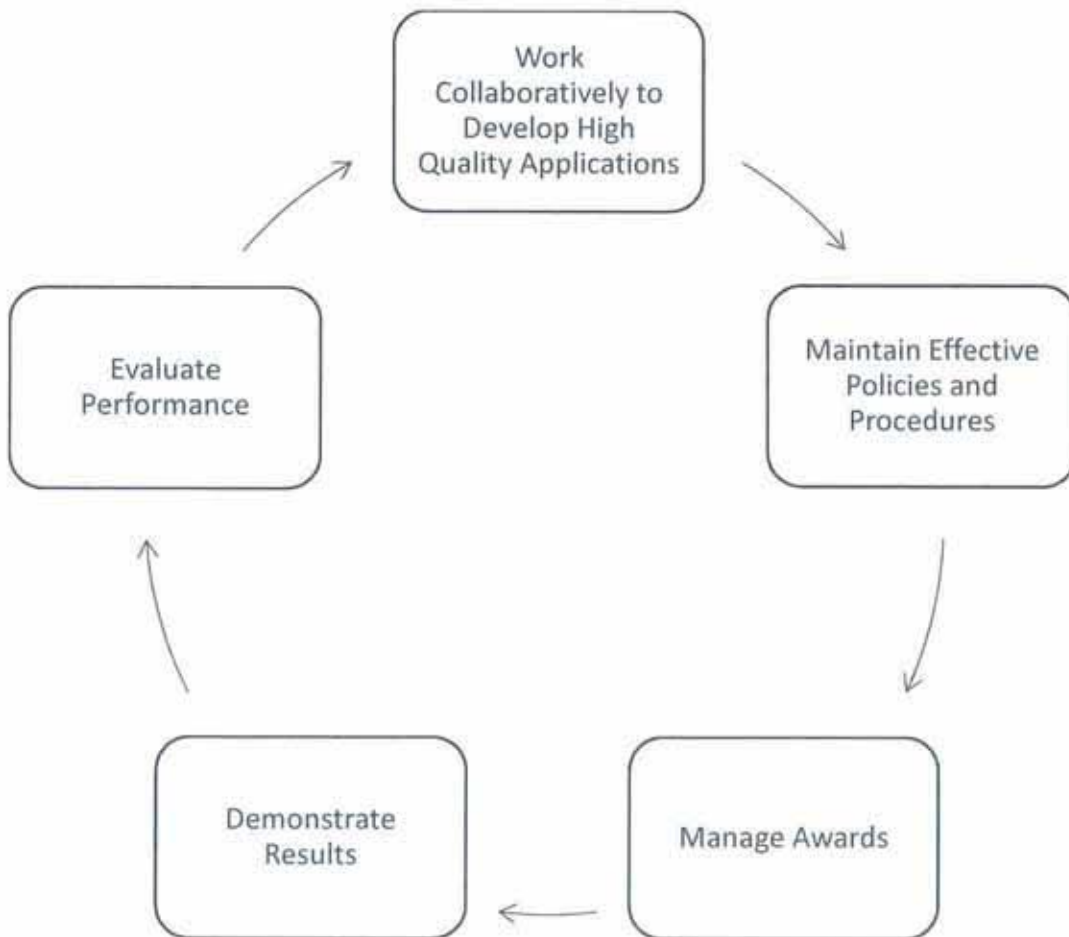 Work
Collaboratively to
Develop High
Quality Applications
Maintain Effective
Policies and
Procedures
Manage Awards
Demonstrate
Results
Evaluate
Performance